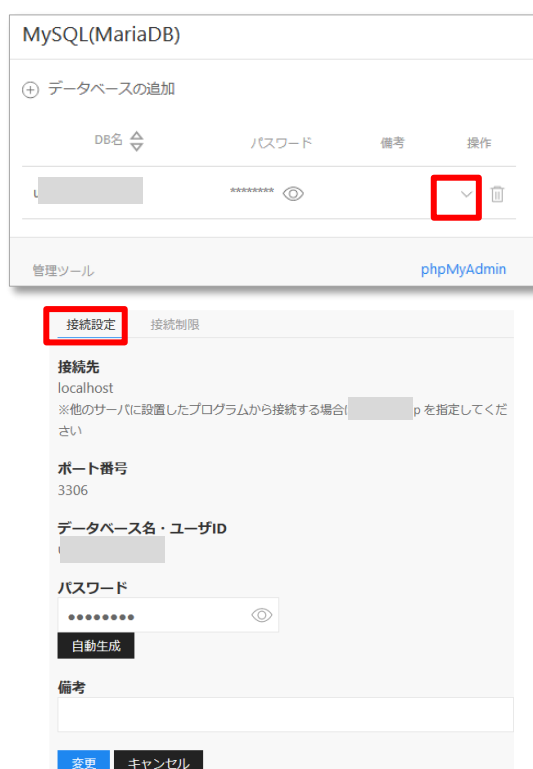 MySQL(MariaDB)
データベースの追加
DB名 パスワード 備考 操作
********
管理ツール phpMyAdmin
接続設定 接続制限
接続先
localhost
※他のサーバに設置したプログラムから接続する場合 p を指定してくだ
さい
ポート番号
3306
データベース名・ユーザID
パスワード
●●●●●●●●
自動生成
備考
変更 キャンセル